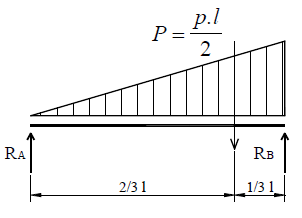 P = p.l / 2
RA RB
2/3 l 1/3 l